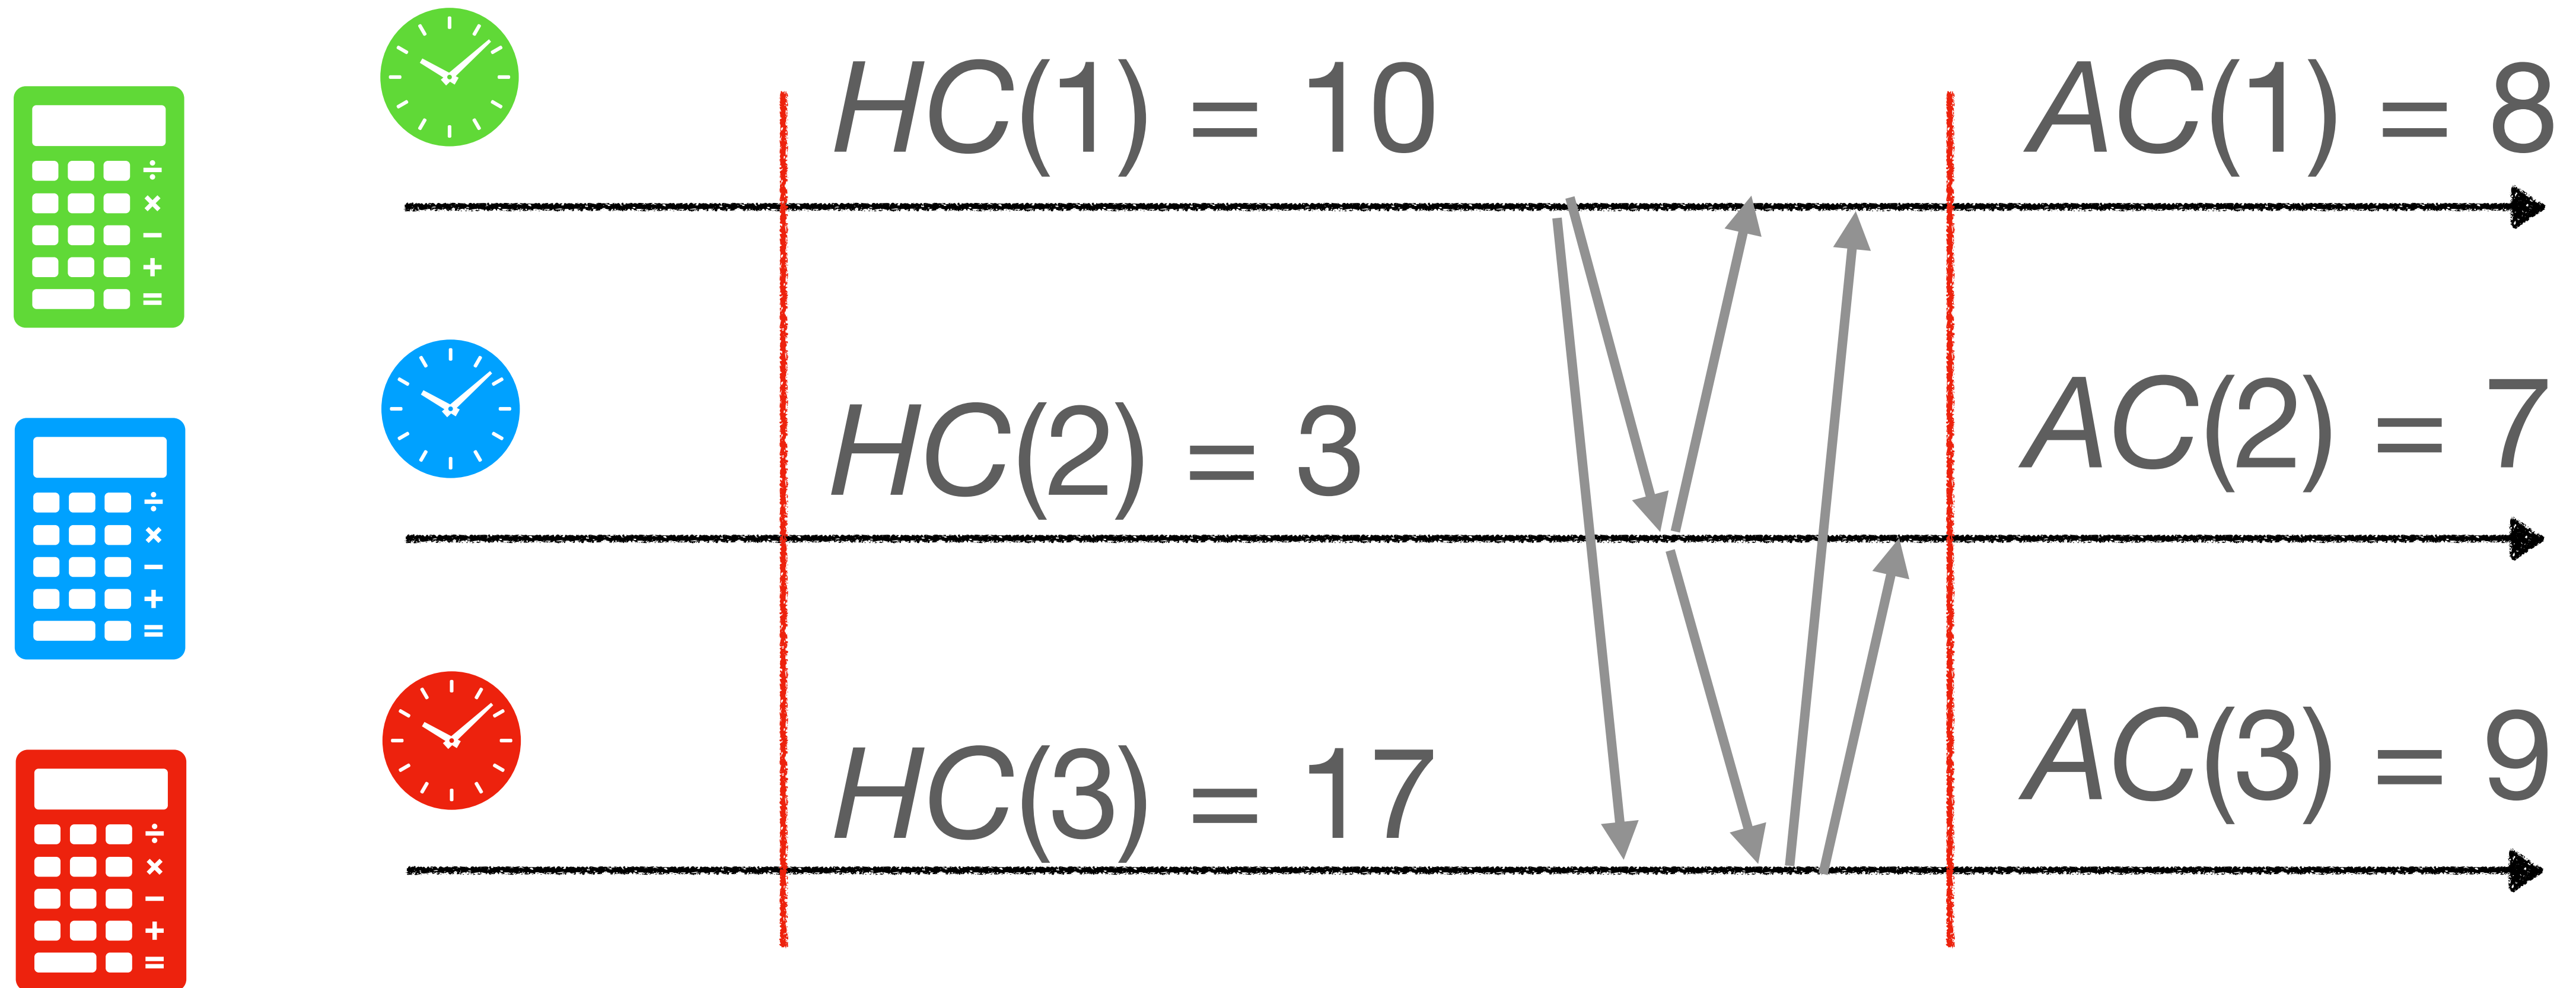 HC(1) = 10
AC(1) = 8
HC(2) = 3
AC(2) = 7
HC(3) = 17
AC(3) = 9